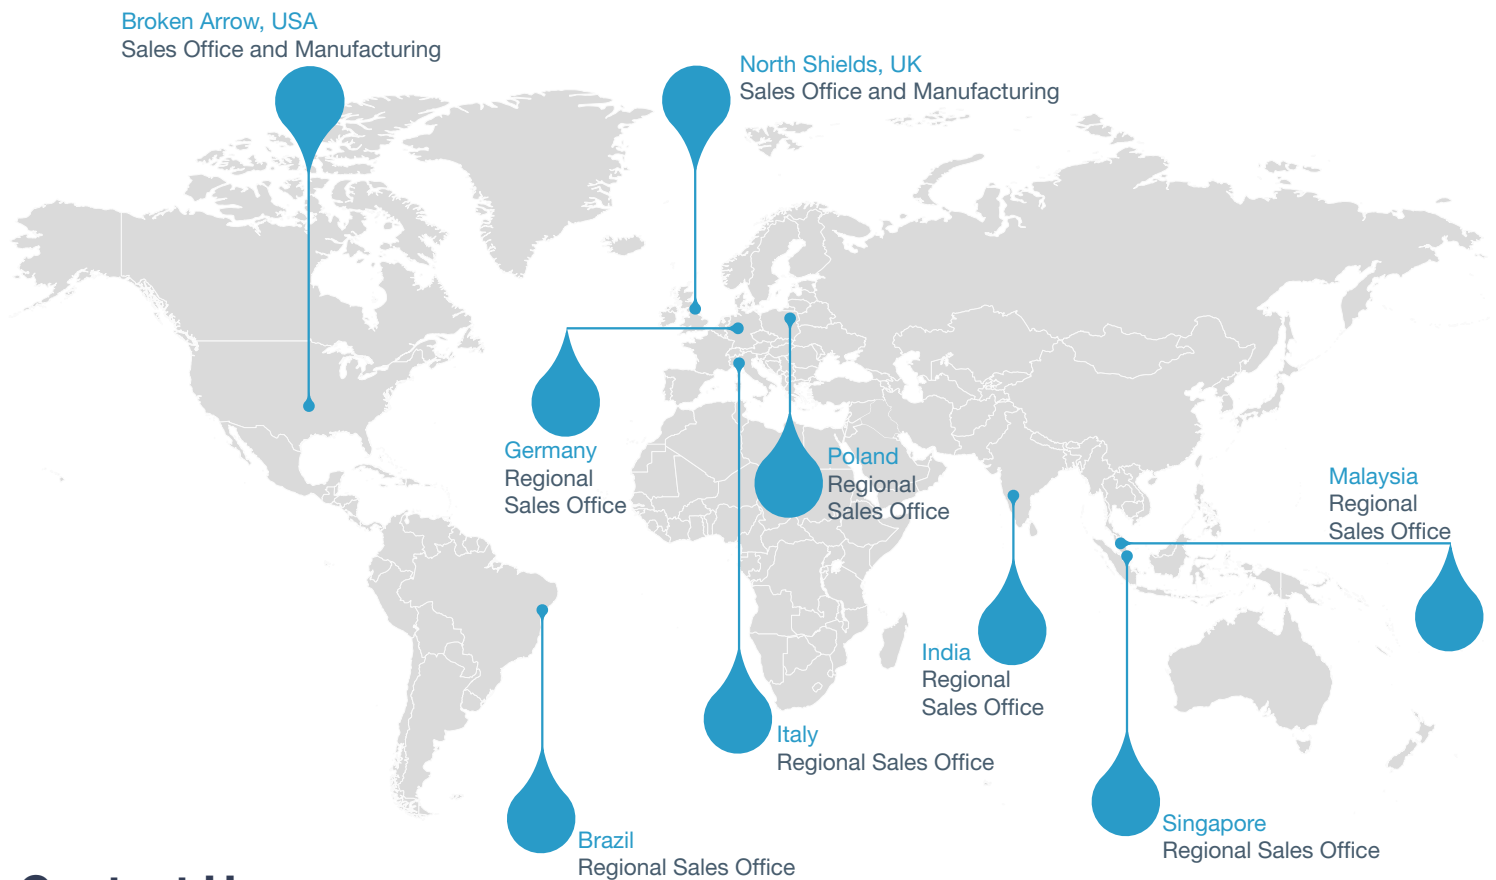 Broken Arrow, USA
Sales Office and Manufacturing
North Shields, UK
Sales Office and Manufacturing
Germany
Regional
Sales Office
Poland
Regional
Sales Office
Malaysia
Regional
Sales Office
India
Regional
Sales Office
Italy
Regional Sales Office
Singapore
Regional Sales Office
Brazil
Regional Sales Office